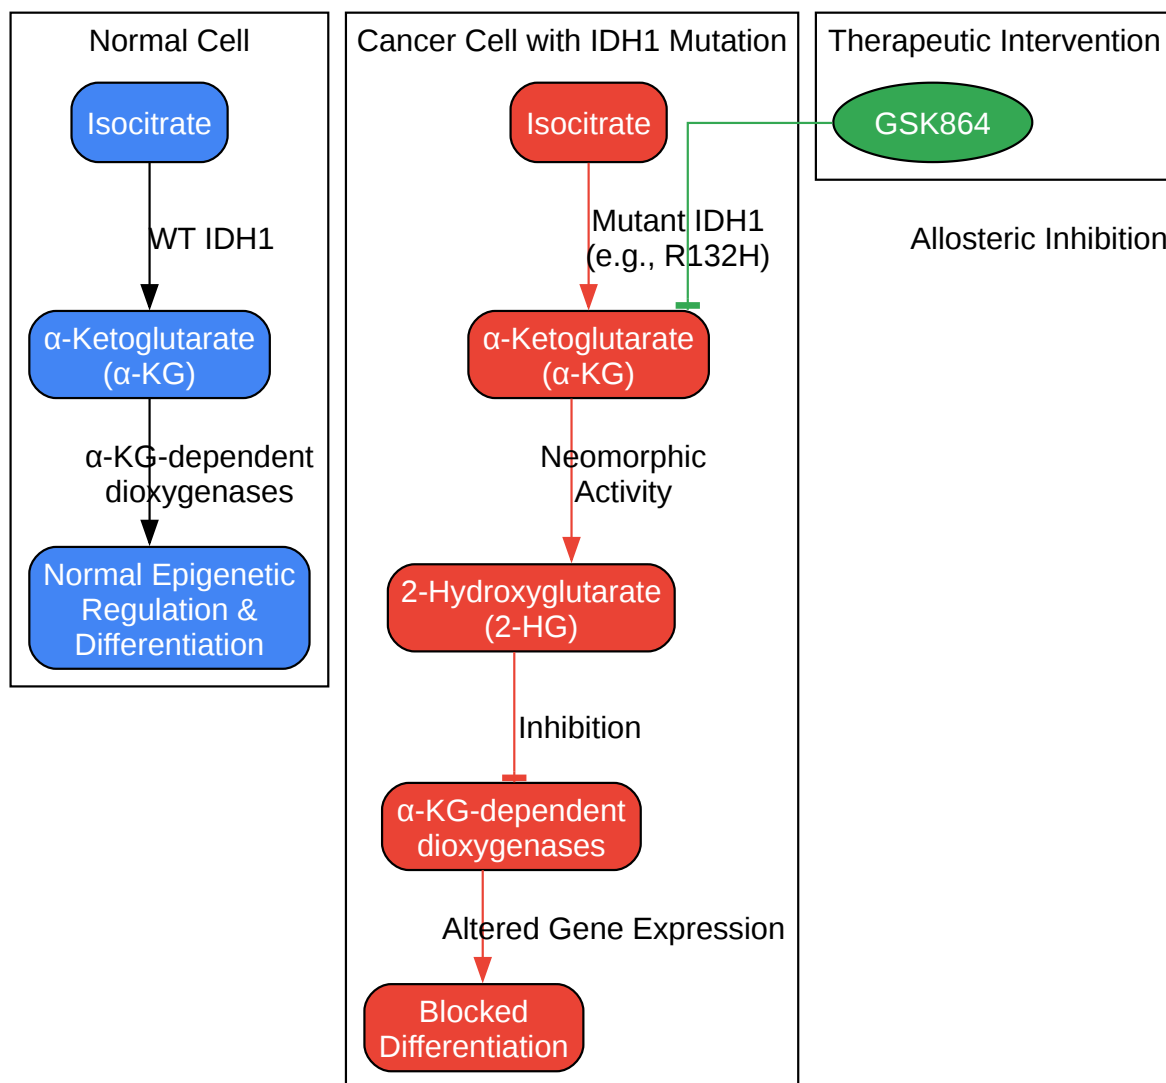 Normal Cell
Isocitrate
WT IDH1
α-Ketoglutarate
(α-KG)
α-KG-dependent
dioxygenases
Normal Epigenetic
Regulation &
Differentiation
Cancer Cell with IDH1 Mutation
Isocitrate
Mutant IDH1
(e.g., R132H)
α-Ketoglutarate
(α-KG)
Neomorphic
Activity
2-Hydroxyglutarate
(2-HG)
Inhibition
α-KG-dependent
dioxygenases
Altered Gene Expression
Blocked
Differentiation
Therapeutic Intervention
GSK864
Allosteric Inhibition